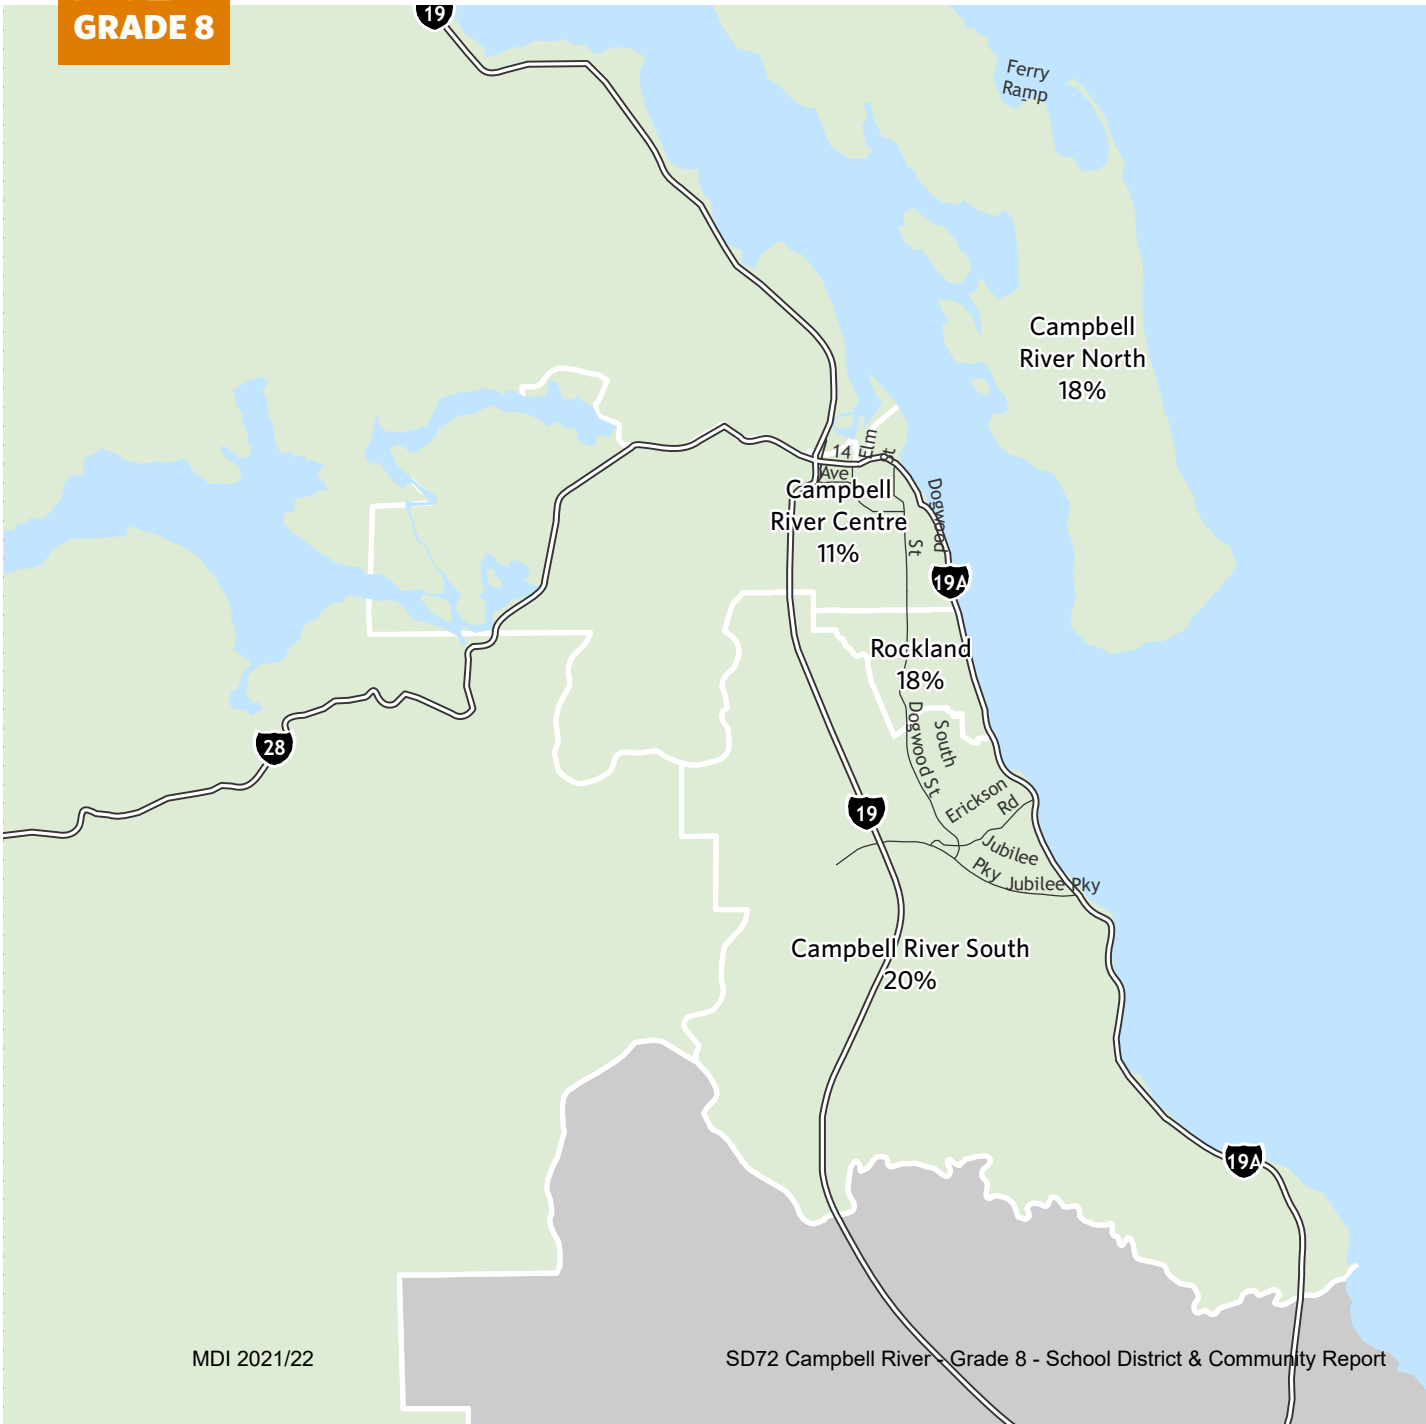 GRADE 8
19
Ferry
Ramp
Campbell
River North
18%
14
Ave
Elm
St
Campbell
River Centre
11%
Dogwood
St
19A
Rockland
18%
Dogwood St
South
28
19
Erickson
Rd
Jubilee
Pky
Jubilee Pky
Campbell River South
20%
19A
MDI 2021/22
SD72 Campbell River - Grade 8 - School District & Community Report